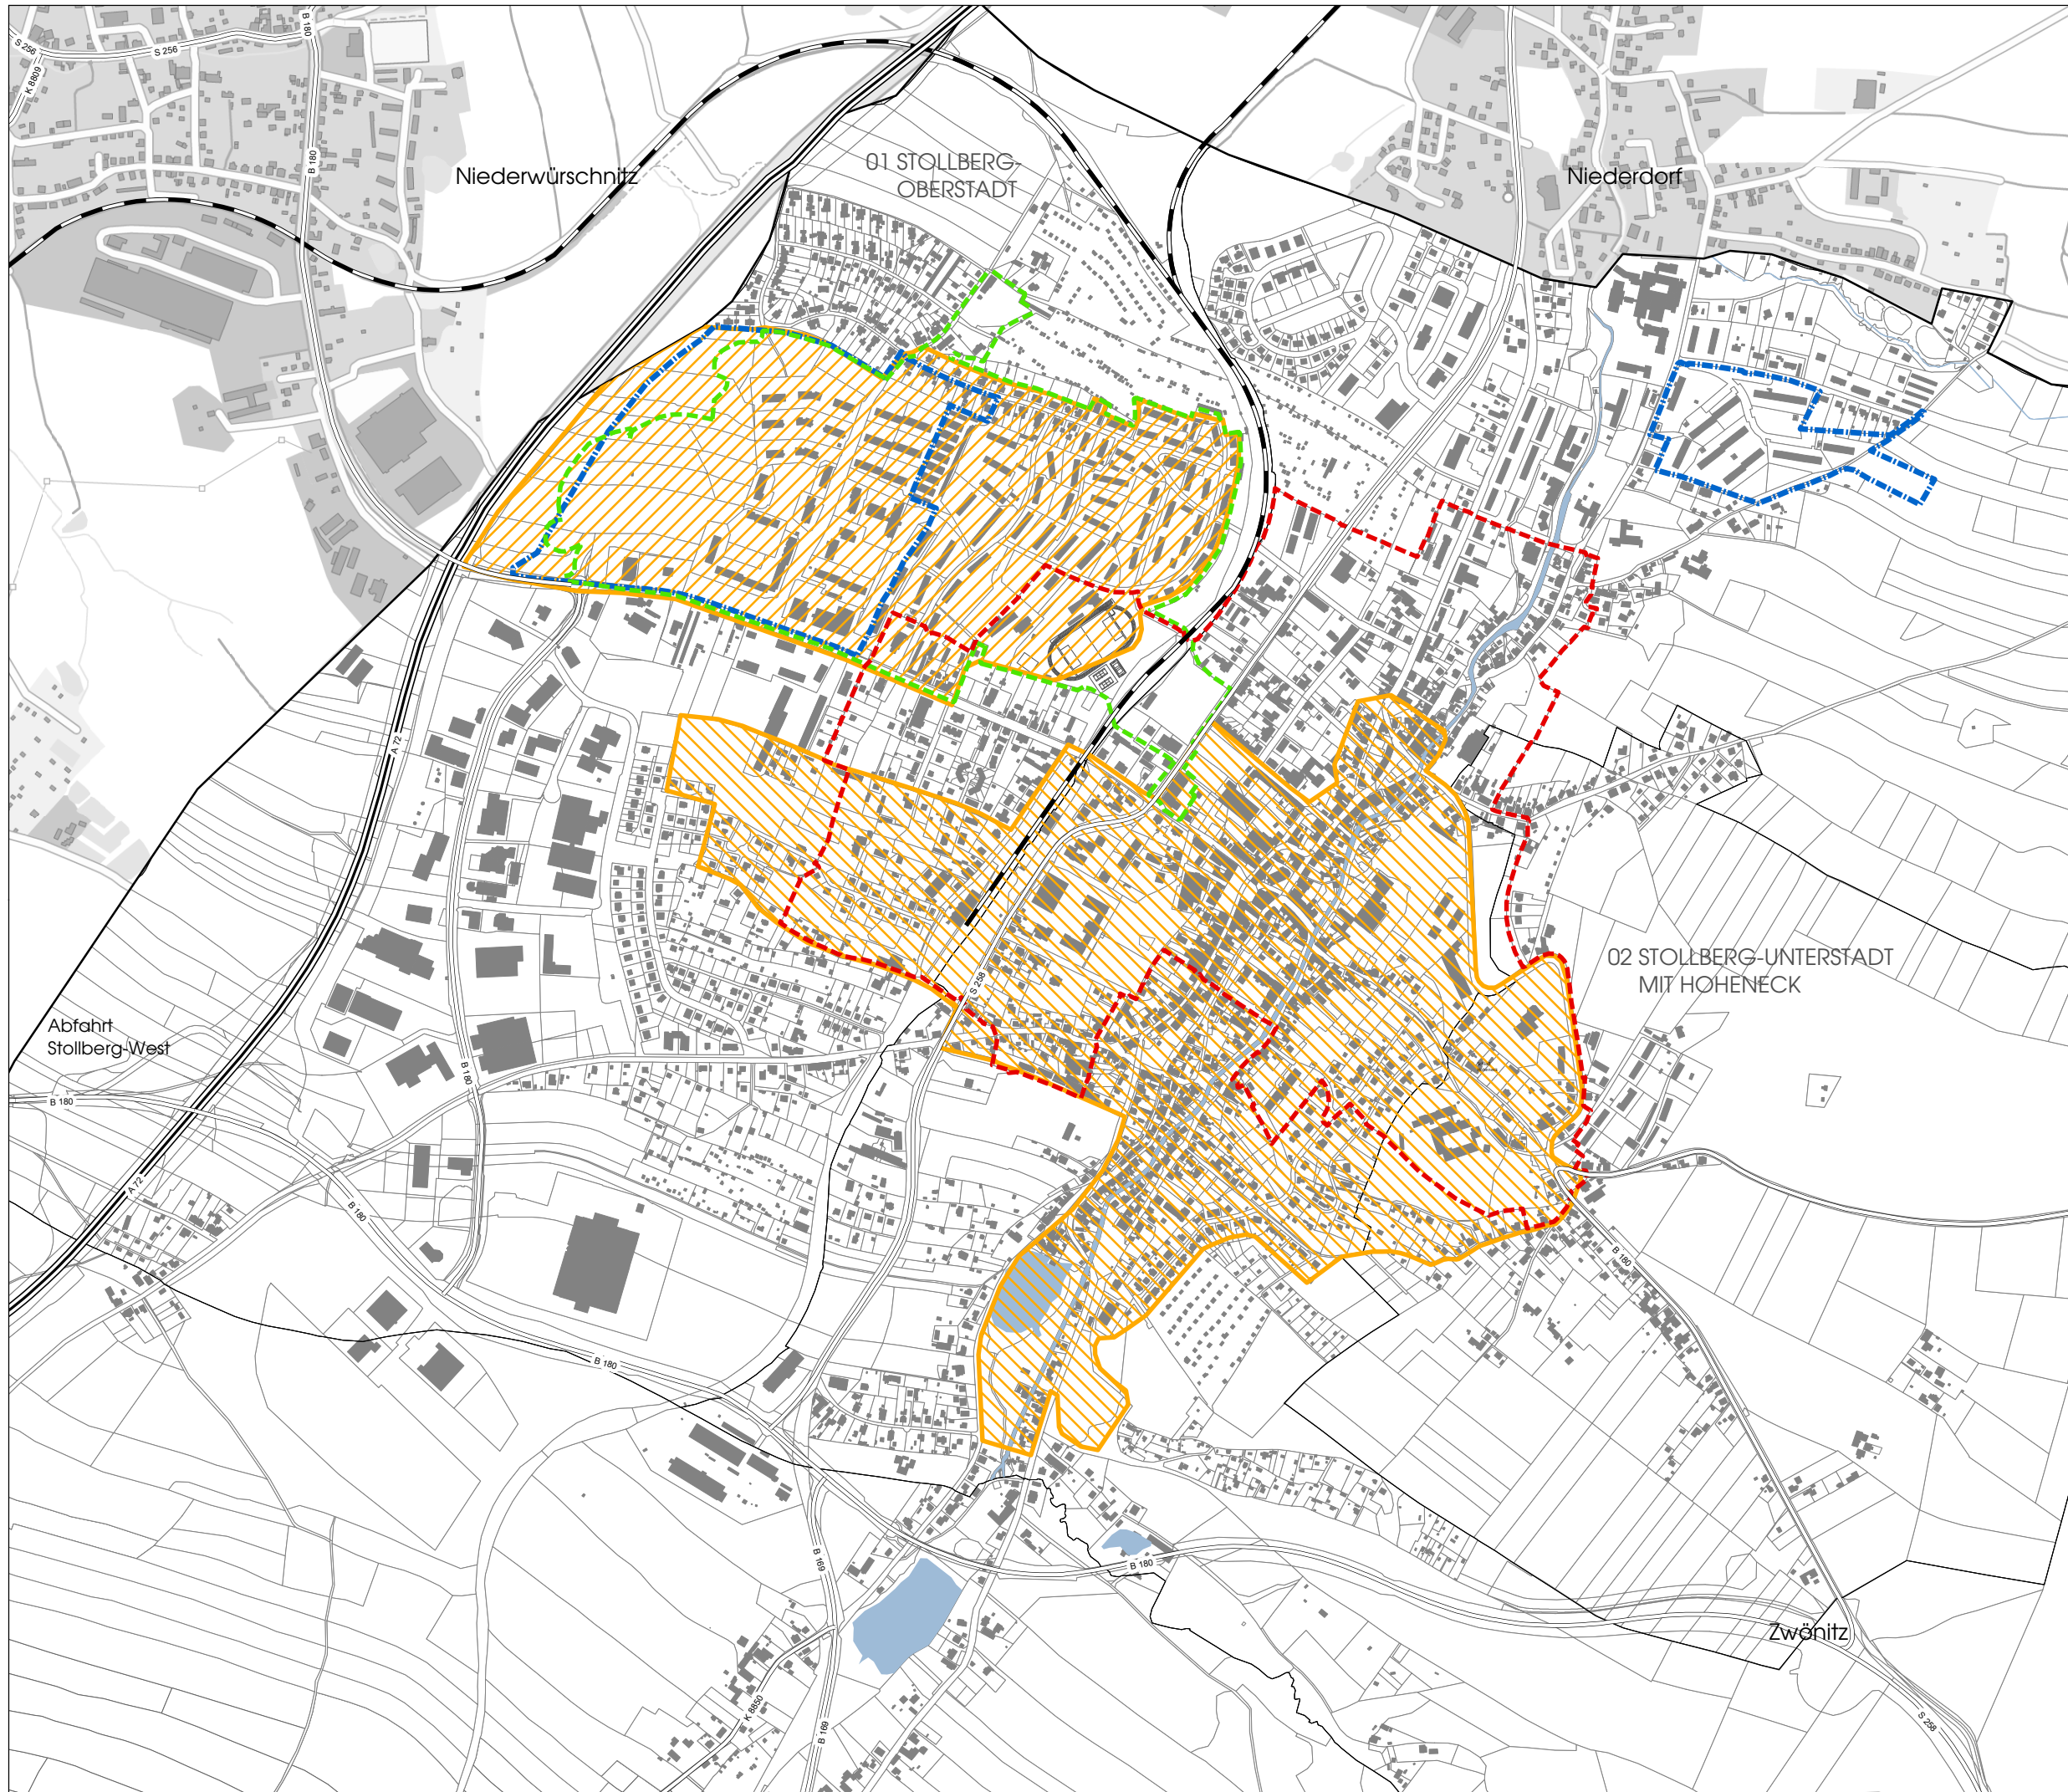 S 256
S 256
B 180
K 8809
B 180
Niederwürschnitz
01 STOLLBERG-
OBERSTADT
Niederdorf
A 72
S 258
02 STOLLBERG-UNTERSTADT
MIT HOHENECK
Abfahrt
Stollberg-West
B 180
B 180
A 72
B 180
B 180
B 180
B 169
B 180
Zwönitz
K 8850
B 169
S 258